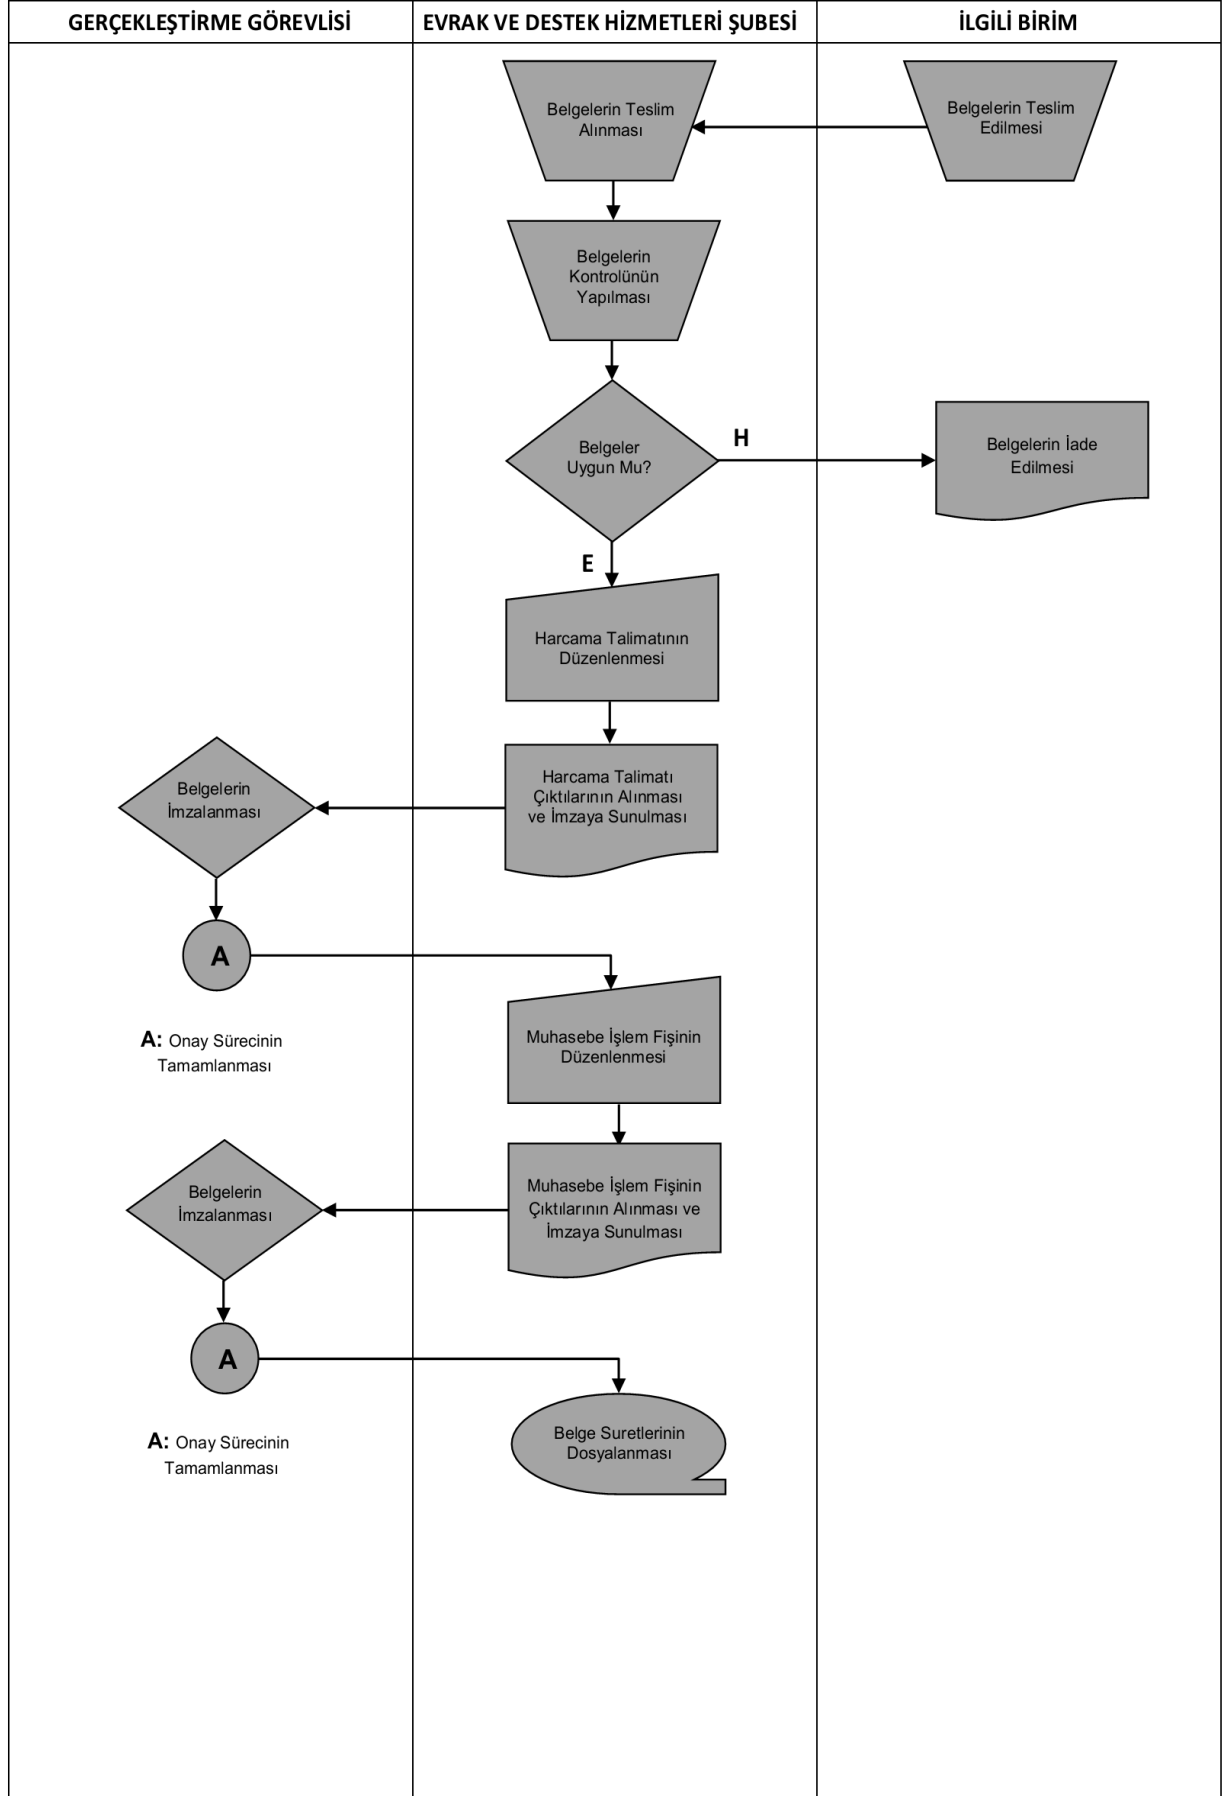 GERÇEKLEŞTİRME GÖREVLİSİ
EVRAK VE DESTEK HİZMETLERİ ŞUBESİ
İLGİLİ BİRİM
Belgelerin Teslim
Alınması
Belgelerin Teslim
Edilmesi
Belgelerin
Kontrolünün
Yapılması
Belgeler
Uygun Mu?
H
Belgelerin İade
Edilmesi
E
Harcama Talimatının
Düzenlenmesi
Harcama Talimatı
Çıktılarının Alınması
ve İmzaya Sunulması
Belgelerin
İmzalanması
A
A: Onay Sürecinin
Tamamlanması
Muhasebe İşlem Fişinin
Düzenlenmesi
Muhasebe İşlem Fişinin
Çıktılarının Alınması ve
İmzaya Sunulması
Belgelerin
İmzalanması
A
A: Onay Sürecinin
Tamamlanması
Belge Suretlerinin
Dosyalanması